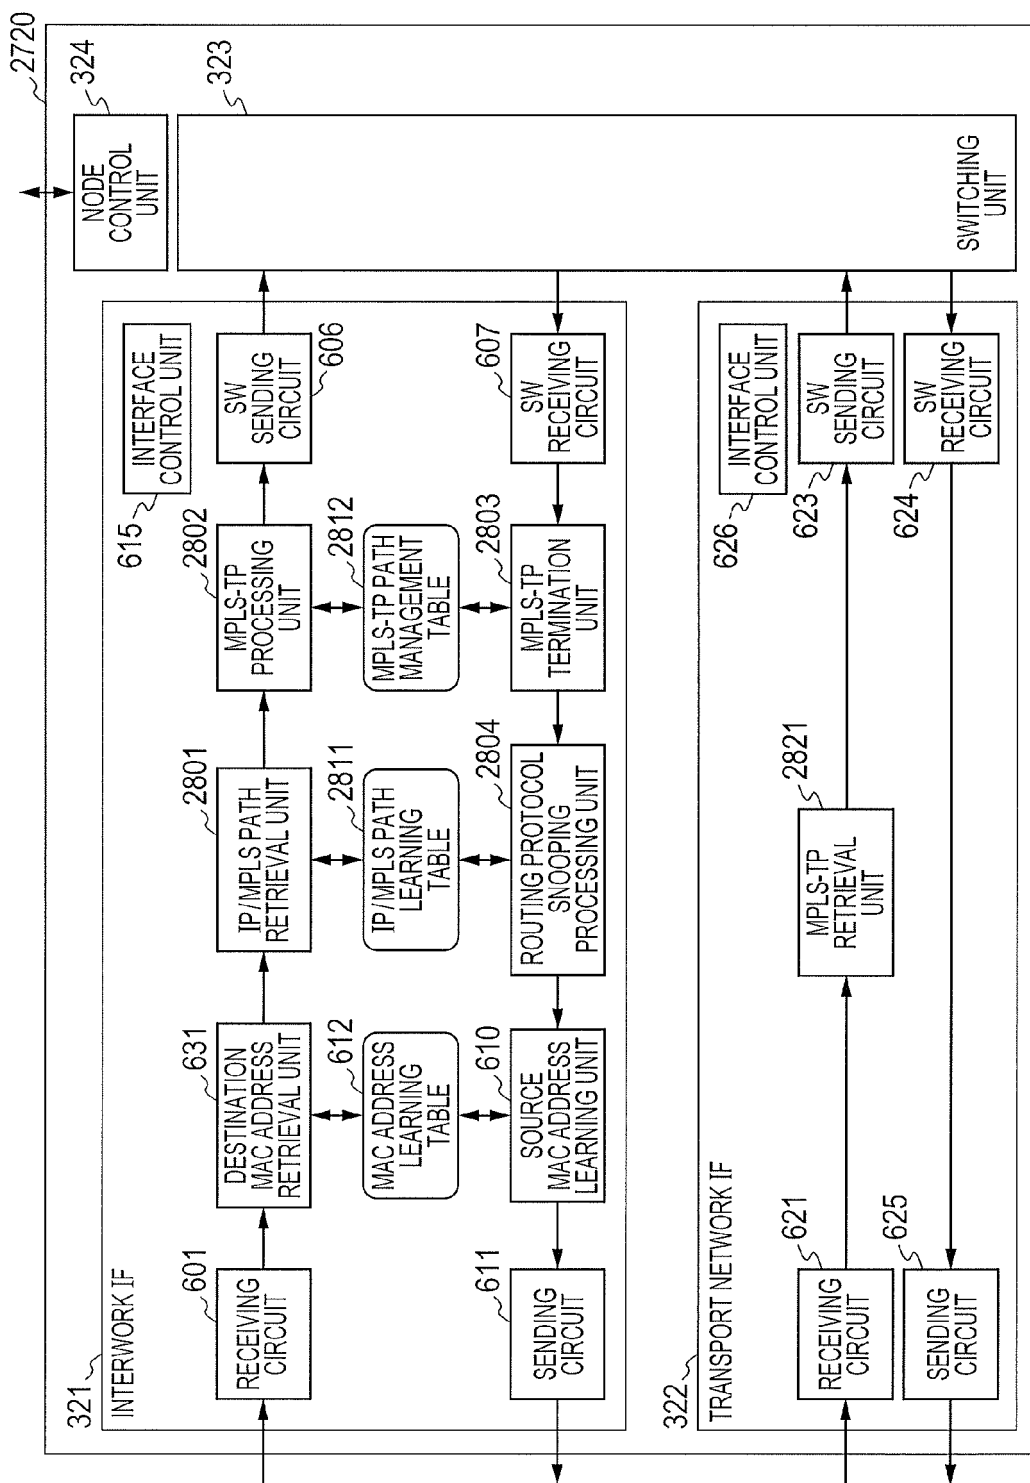 2720
NODE
CONTROL
UNIT
324
323
SWITCHING
UNIT
321
INTERWORK IF
INTERFACE
CONTROL UNIT
615
RECEIVING
CIRCUIT
601
DESTINATION
MAC ADDRESS
RETRIEVAL UNIT
631
IP/MPLS PATH
RETRIEVAL UNIT
2801
MPLS-TP
PROCESSING
UNIT
2802
SW
SENDING
CIRCUIT
606
MAC ADDRESS
LEARNING
TABLE
612
IP/MPLS PATH
LEARNING
TABLE
2811
MPLS-TP PATH
MANAGEMENT
TABLE
2812
SENDING
CIRCUIT
611
SOURCE
MAC ADDRESS
LEARNING UNIT
610
ROUTING PROTOCOL
SNOOPING
PROCESSING UNIT
2804
MPLS-TP
TERMINATION
UNIT
2803
SW
RECEIVING
CIRCUIT
607
322
TRANSPORT NETWORK IF
INTERFACE
CONTROL UNIT
626
RECEIVING
CIRCUIT
621
MPLS-TP
RETRIEVAL
UNIT
2821
SW
SENDING
CIRCUIT
623
SENDING
CIRCUIT
625
SW
RECEIVING
CIRCUIT
624